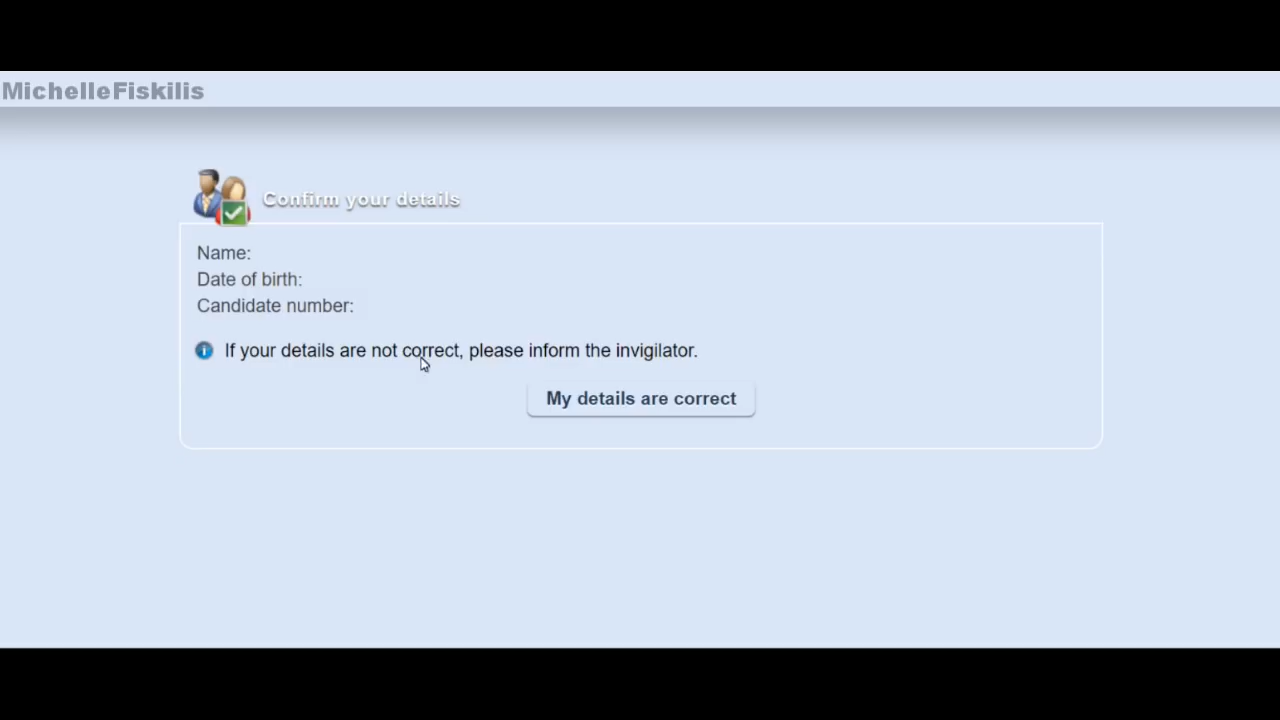 MichelleFiskilis
Confirm your details
Name:
Date of birth:
Candidate number:
If your details are not correct, please inform the invigilator.
My details are correct